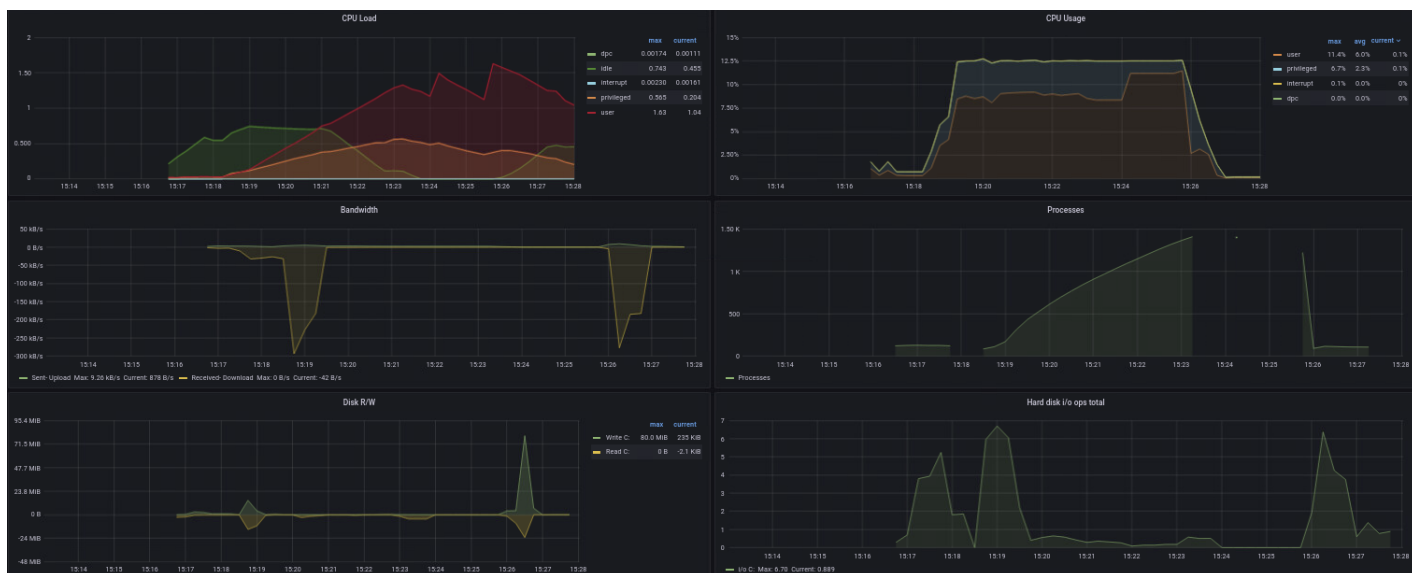 CPU Load
2
1.50
1
0.500
0
15:14 15:15 15:16 15:17 15:18 15:19 15:20 15:21 15:22 15:23 15:24 15:25 15:26 15:27 15:28
max current
dpc 0.00174 0.00111
idle 0.743 0.455
interrupt 0.00230 0.00161
privileged 0.565 0.204
user 1.63 1.04
CPU Usage
15%
12.5%
10%
7.50%
5%
2.50%
0%
15:14 15:16 15:18 15:20 15:22 15:24 15:26 15:28
max avg current
user 11.4% 6.0% 0.1%
privileged 6.7% 2.3% 0.1%
interrupt 0.1% 0.0% 0%
dpc 0.0% 0.0% 0%
Bandwidth
50 kB/s
0 B/s
-50 kB/s
-100 kB/s
-150 kB/s
-200 kB/s
-250 kB/s
-300 kB/s
15:14 15:15 15:16 15:17 15:18 15:19 15:20 15:21 15:22 15:23 15:24 15:25 15:26 15:27 15:28
Sent- Upload Max: 9.26 kB/s Current: 878 B/s Received- Download Max: 0 B/s Current: -42 B/s
Processes
1.50 K
1 K
500
0
15:14 15:15 15:16 15:17 15:18 15:19 15:20 15:21 15:22 15:23 15:24 15:25 15:26 15:27 15:28
Processes
Disk R/W
95.4 MiB
71.5 MiB
47.7 MiB
23.8 MiB
0 B
-24 MiB
-48 MiB
15:14 15:15 15:16 15:17 15:18 15:19 15:20 15:21 15:22 15:23 15:24 15:25 15:26 15:27 15:28
max current
Write C: 80.0 MiB 235 KiB
Read C: 0 B -2.1 KiB
Hard disk i/o ops total
7
6
5
4
3
2
1
0
15:14 15:15 15:16 15:17 15:18 15:19 15:20 15:21 15:22 15:23 15:24 15:25 15:26 15:27 15:28
i/o C: Max: 6.70 Current: 0.889